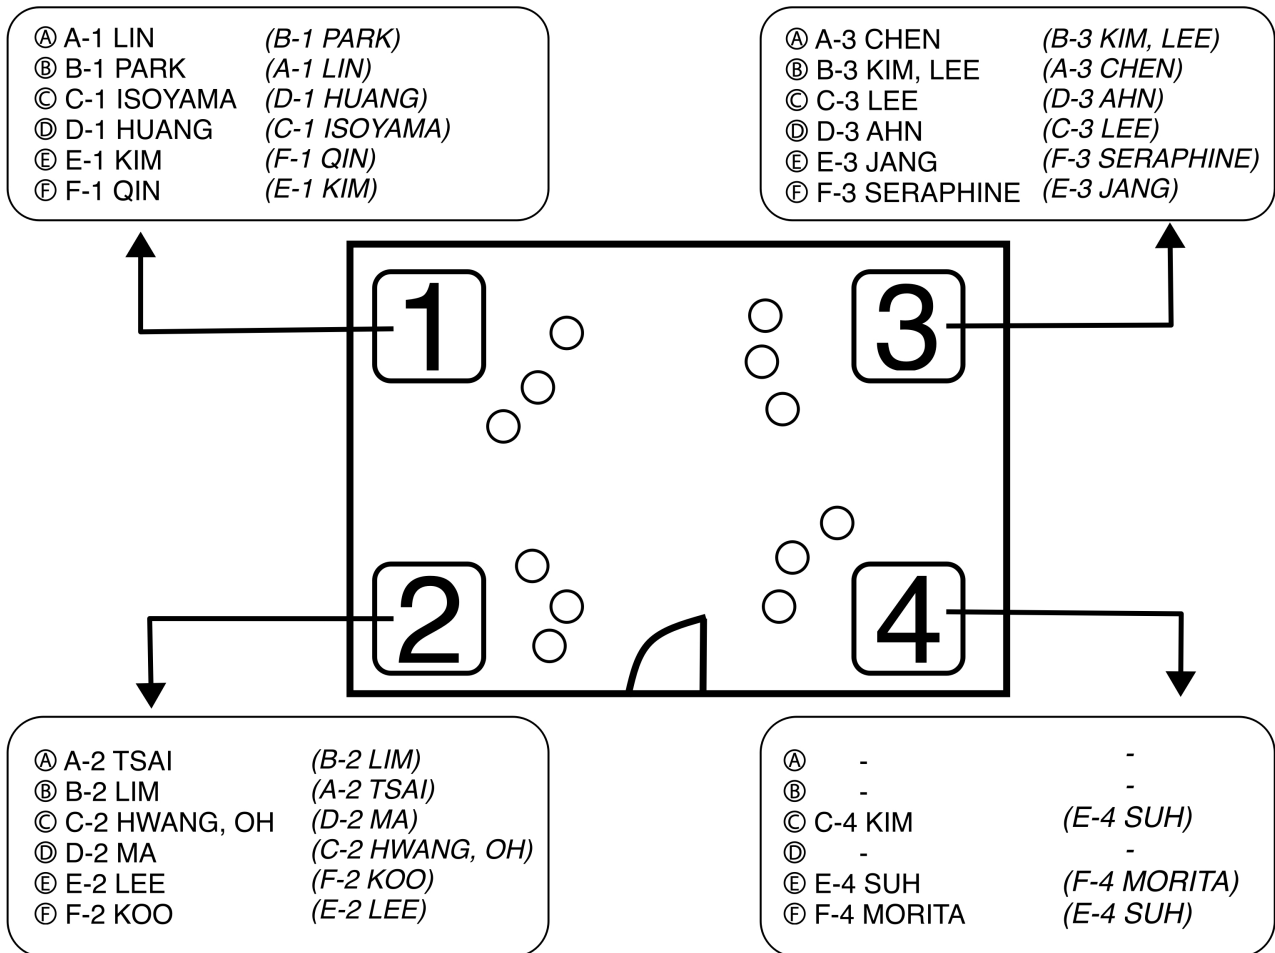 Ⓐ A-1 LIN (B-1 PARK)
Ⓑ B-1 PARK (A-1 LIN)
Ⓒ C-1 ISOYAMA (D-1 HUANG)
Ⓓ D-1 HUANG (C-1 ISOYAMA)
Ⓔ E-1 KIM (F-1 QIN)
Ⓕ F-1 QIN (E-1 KIM)
Ⓐ A-3 CHEN (B-3 KIM, LEE)
Ⓑ B-3 KIM, LEE (A-3 CHEN)
Ⓒ C-3 LEE (D-3 AHN)
Ⓓ D-3 AHN (C-3 LEE)
Ⓔ E-3 JANG (F-3 SERAPHINE)
Ⓕ F-3 SERAPHINE (E-3 JANG)
1
3
2
4
Ⓐ A-2 TSAI (B-2 LIM)
Ⓑ B-2 LIM (A-2 TSAI)
Ⓒ C-2 HWANG, OH (D-2 MA)
Ⓓ D-2 MA (C-2 HWANG, OH)
Ⓔ E-2 LEE (F-2 KOO)
Ⓕ F-2 KOO (E-2 LEE)
Ⓐ - -
Ⓑ - -
Ⓒ C-4 KIM (E-4 SUH)
Ⓓ - -
Ⓔ E-4 SUH (F-4 MORITA)
Ⓕ F-4 MORITA (E-4 SUH)